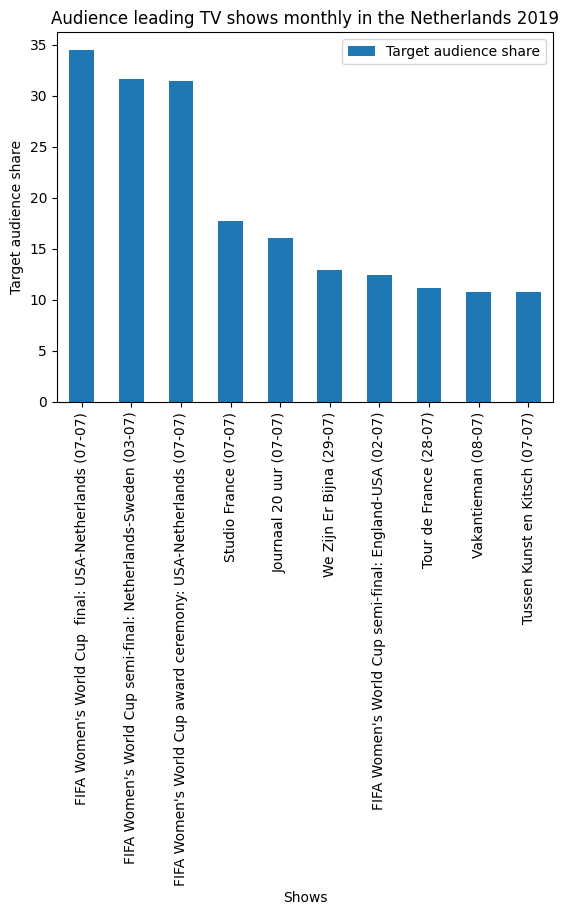 Audience leading TV shows monthly in the Netherlands 2019
Target audience share
Target audience share
35
30
25
20
15
10
5
0
FIFA Women's World Cup  final: USA-Netherlands (07-07)
FIFA Women's World Cup semi-final: Netherlands-Sweden (03-07)
FIFA Women's World Cup award ceremony: USA-Netherlands (07-07)
Studio France (07-07)
Journaal 20 uur (07-07)
We Zijn Er Bijna (29-07)
FIFA Women's World Cup semi-final: England-USA (02-07)
Tour de France (28-07)
Vakantieman (08-07)
Tussen Kunst en Kitsch (07-07)
Shows